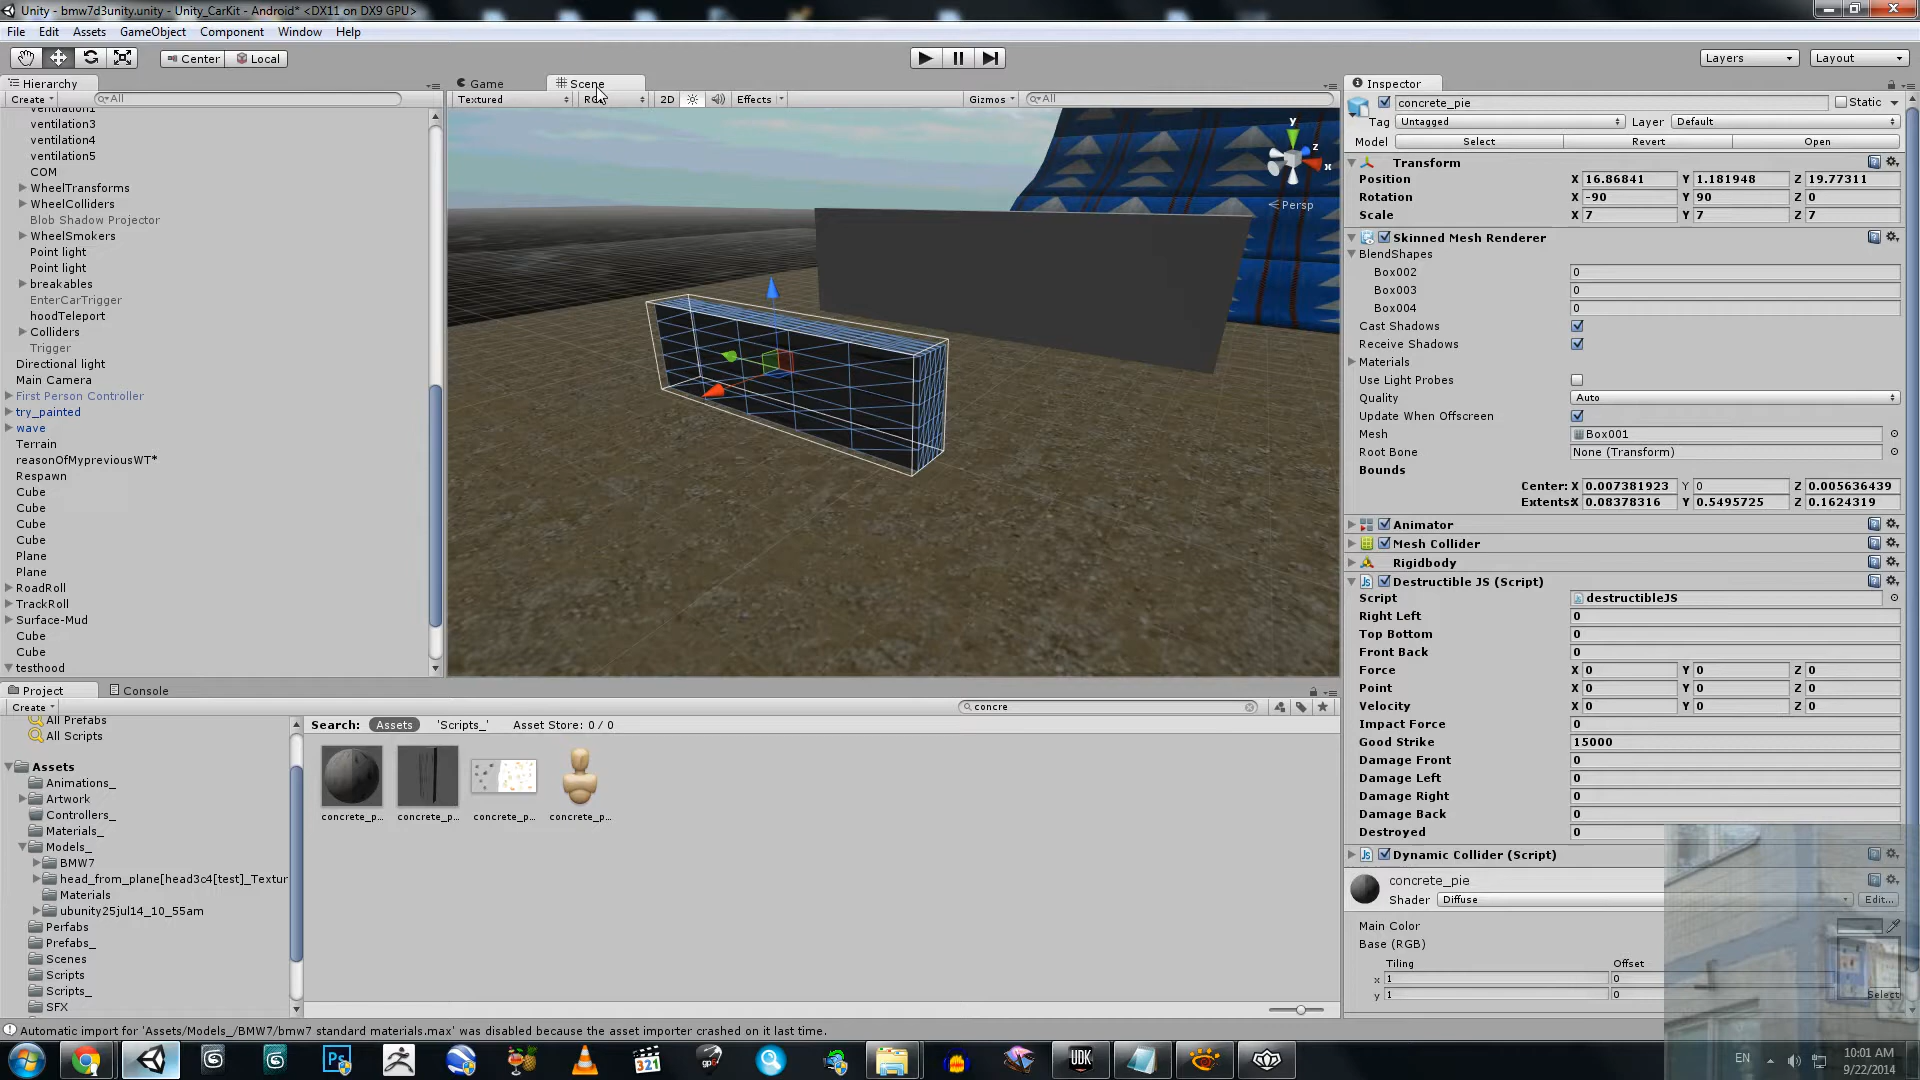 Unity - bmw7d3unity.unity - Unity_CarKit - Android* <DX11 on DX9 GPU>
File Edit Assets GameObject Component Window Help
Center Local
Layers Layout
Hierarchy
Create All
ventilation3
ventilation4
ventilation5
COM
WheelTransforms
WheelColliders
Blob Shadow Projector
WheelSmokers
Point light
Point light
breakables
EnterCarTrigger
hoodTeleport
Colliders
Trigger
Directional light
Main Camera
First Person Controller
try_painted
wave
Terrain
reasonOfMypreviousWT*
Respawn
Cube
Cube
Cube
Cube
Plane
Plane
RoadRoll
TrackRoll
Surface-Mud
Cube
Cube
testhood
Game Scene
Textured 2D Effects Gizmos All
y
z
x
Persp
Inspector
concrete_pie Static
Tag Untagged Layer Default
Model Select Revert Open
Transform
Position X 16.86841 Y 1.181948 Z 19.77311
Rotation X -90 Y 90 Z 0
Scale X 7 Y 7 Z 7
Skinned Mesh Renderer
BlendShapes
Box002 0
Box003 0
Box004 0
Cast Shadows
Receive Shadows
Materials
Use Light Probes
Quality Auto
Update When Offscreen
Mesh Box001
Root Bone None (Transform)
Bounds
Center: X 0.007381923 Y 0 Z 0.005636439
Extents: X 0.08378316 Y 0.5495725 Z 0.1624319
Animator
Mesh Collider
Rigidbody
Destructible JS (Script)
Script destructibleJS
Right Left 0
Top Bottom 0
Front Back 0
Force X 0 Y 0 Z 0
Point X 0 Y 0 Z 0
Velocity X 0 Y 0 Z 0
Impact Force 0
Good Strike 15000
Damage Front 0
Damage Left 0
Damage Right 0
Damage Back 0
Destroyed 0
Dynamic Collider (Script)
concrete_pie
Shader Diffuse Edit...
Main Color
Base (RGB)
Tiling Offset
x 1 0
y 1 0
Select
Project Console
Create concre
All Prefabs
All Scripts
Assets
Animations_
Artwork
Controllers_
Materials_
Models_
BMW7
head_from_plane[head3c4[test]_Textur
Materials
ubunity25jul14_10_55am
Perfabs
Prefabs_
Scenes
Scripts
Scripts_
SFX
Search: Assets 'Scripts_' Asset Store: 0 / 0
concrete_p... concrete_p... concrete_p... concrete_p...
Automatic import for 'Assets/Models_/BMW7/bmw7 standard materials.max' was disabled because the asset importer crashed on it last time.
Ps
321
UDK
EN
10:01 AM
9/22/2014